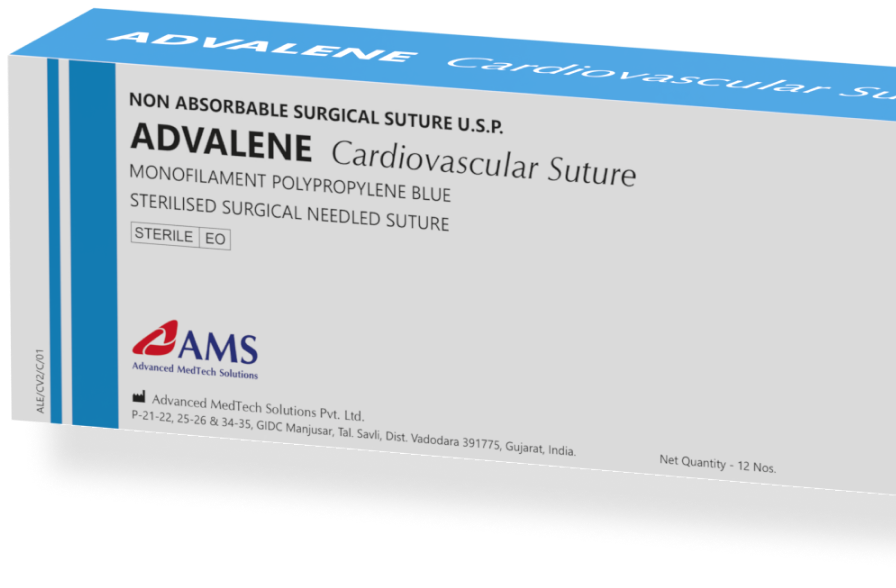 ADVALENE Cardiovascular
NON ABSORBABLE SURGICAL SUTURE U.S.P.
ADVALENE Cardiovascular Suture
MONOFILAMENT POLYPROPYLENE BLUE
STERILISED SURGICAL NEEDLED SUTURE
STERILE EO
AMS
Advanced MedTech Solutions
Advanced MedTech Solutions Pvt. Ltd.
P-21-22, 25-26 & 34-35, GIDC Manjusar, Tal. Savli, Dist. Vadodara 391775, Gujarat, India.
Net Quantity - 12 Nos.
ALE/CV2/C/01